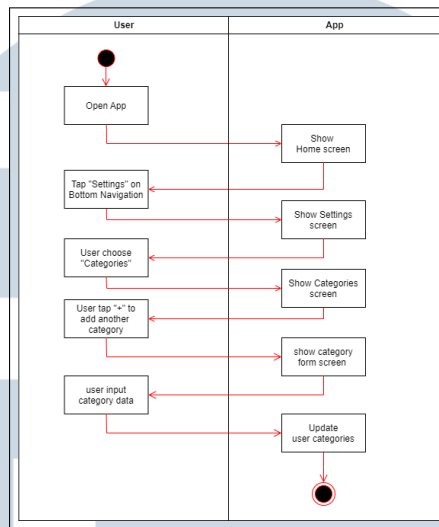 User
App
Open App
Show
Home screen
Tap "Settings" on
Bottom Navigation
Show Settings
screen
User choose
"Categories"
Show Categories
screen
User tap "+" to
add another
category
show category
form screen
user input
category data
Update
user categories